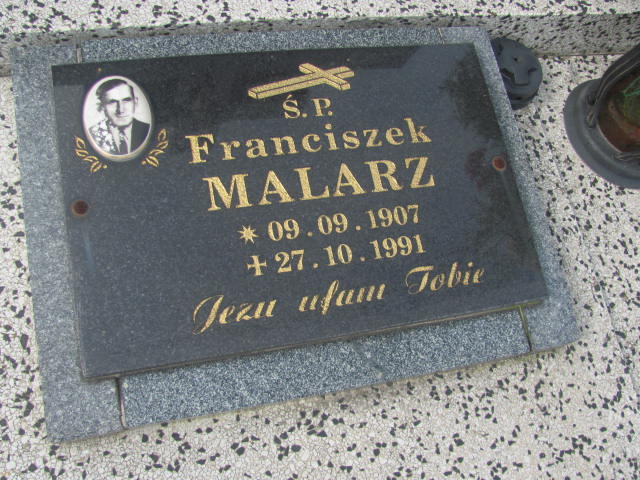 Ś.P.
Franciszek
MALARZ
* 09.09.1907
✝ 27.10.1991
Jezu ufam Tobie